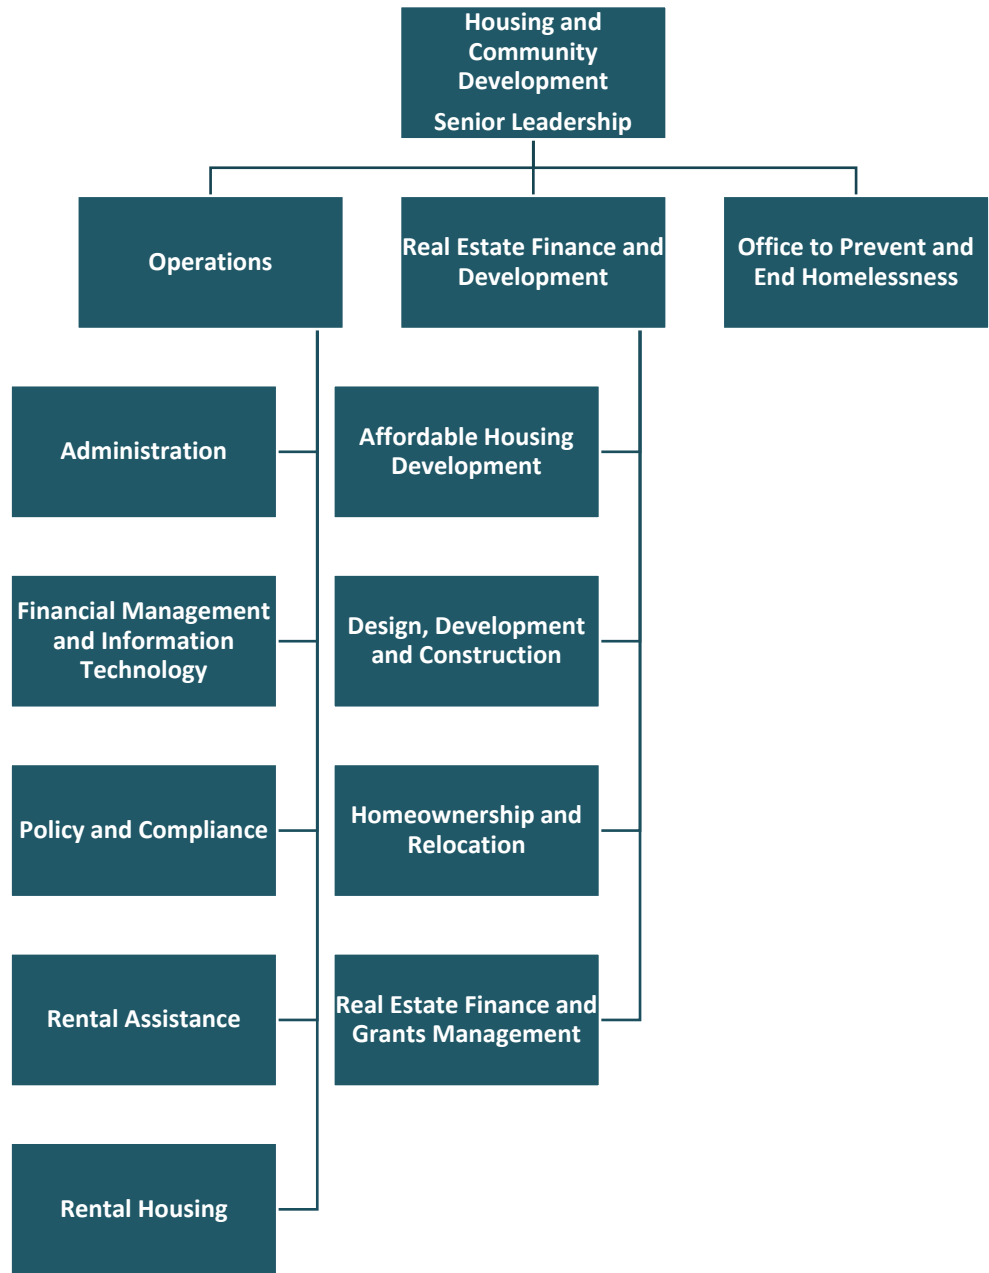 Housing and
Community
Development
Senior Leadership
Operations
Real Estate Finance and
Development
Office to Prevent and
End Homelessness
Administration
Affordable Housing
Development
Financial Management
and Information
Technology
Design, Development
and Construction
Policy and Compliance
Homeownership and
Relocation
Rental Assistance
Real Estate Finance and
Grants Management
Rental Housing